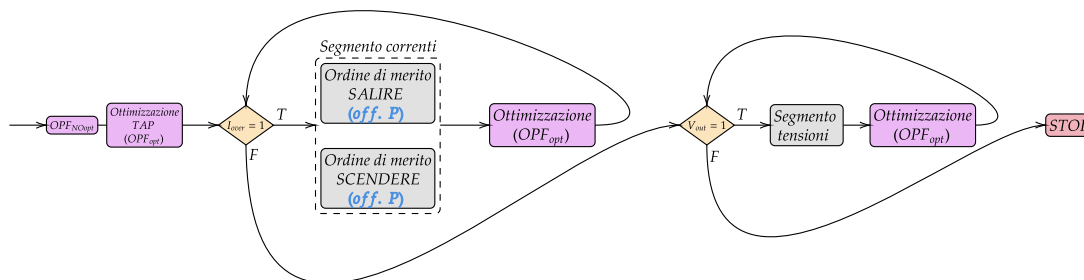 OPF_NOopt
Ottimizzazione
TAP
(OPF_opt)
I_over = 1
T
F
Segmento correnti
Ordine di merito
SALIRE
(off. P)
Ordine di merito
SCENDERE
(off. P)
Ottimizzazione
(OPF_opt)
V_out = 1
T
F
Segmento
tensioni
Ottimizzazione
(OPF_opt)
STOP